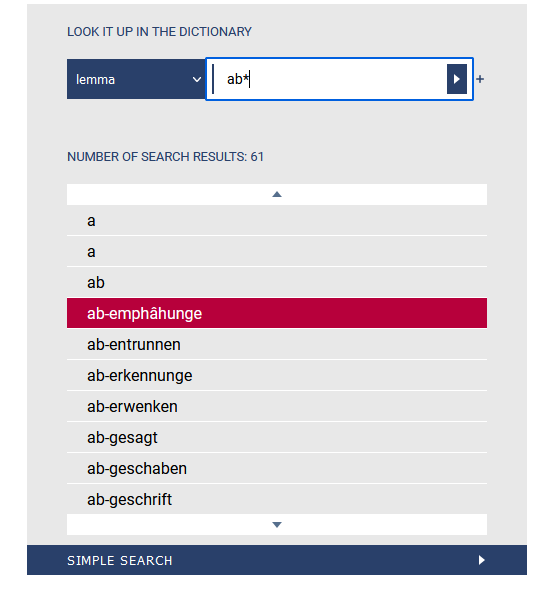 LOOK IT UP IN THE DICTIONARY
lemma ab* +
NUMBER OF SEARCH RESULTS: 61
a
a
ab
ab-emphâhunge
ab-entrunnen
ab-erkennunge
ab-erwenken
ab-gesagt
ab-geschaben
ab-geschrift
SIMPLE SEARCH